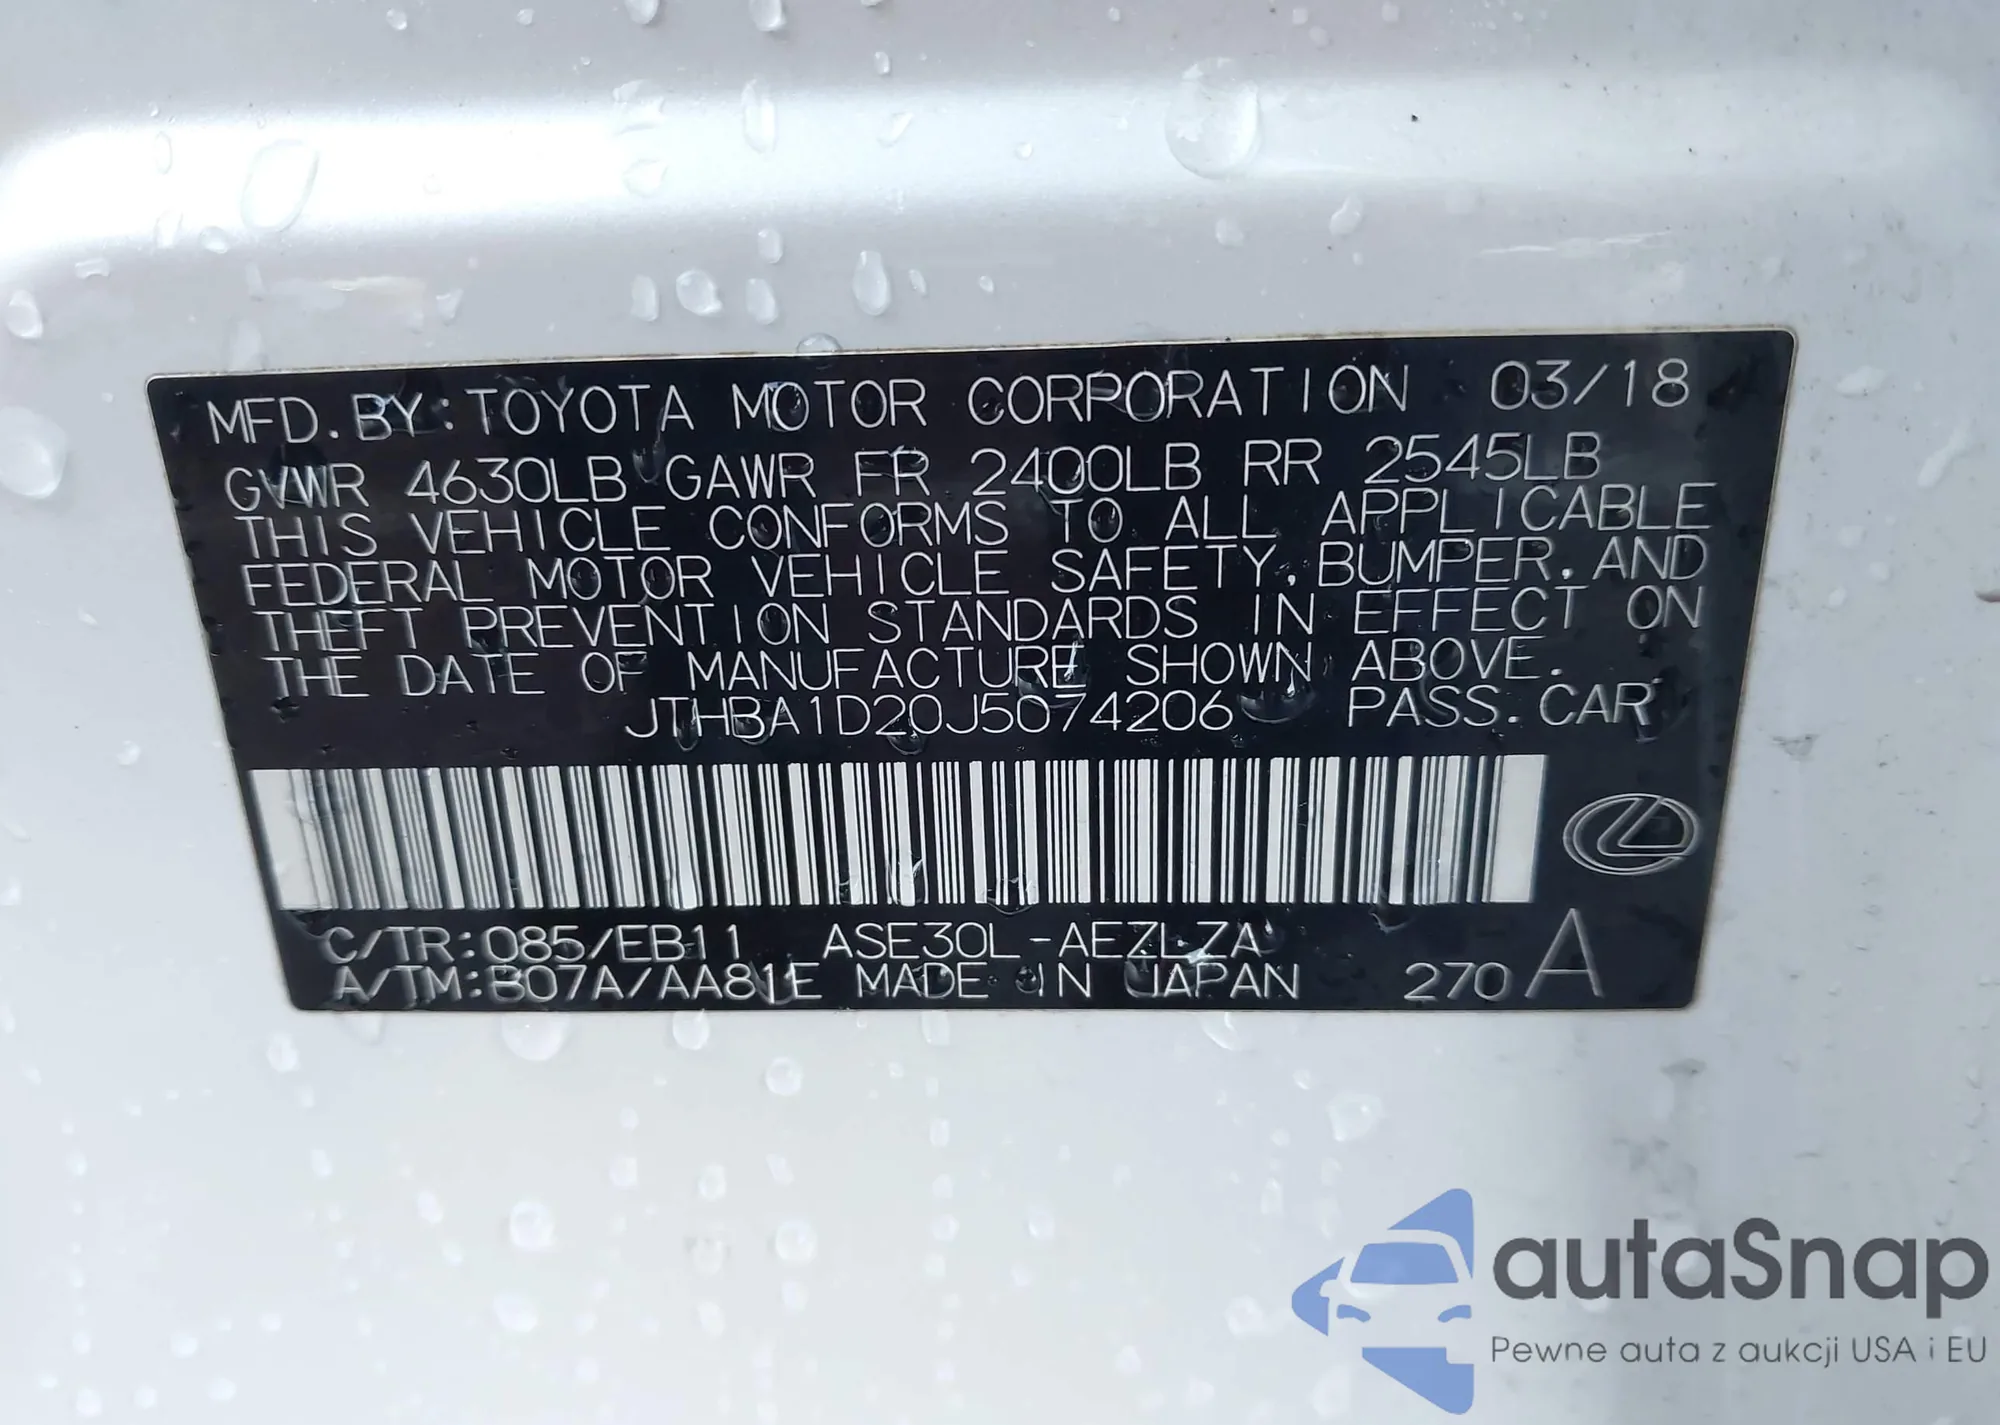 MFD.BY:TOYOTA MOTOR CORPORATION 03/18
GVWR 4630LB GAWR FR 2400LB RR 2545LB
THIS VEHICLE CONFORMS TO ALL APPLICABLE
FEDERAL MOTOR VEHICLE SAFETY, BUMPER, AND
THEFT PREVENTION STANDARDS IN EFFECT ON
THE DATE OF MANUFACTURE SHOWN ABOVE.
JTHBA1D20J5074206 PASS.CAR
C/TR:085/EB11 ASE30L-AEZLZA
A/TM:B07A/AA81E MADE IN JAPAN 270 A
autaSnap
Pewne auta z aukcji USA i EU